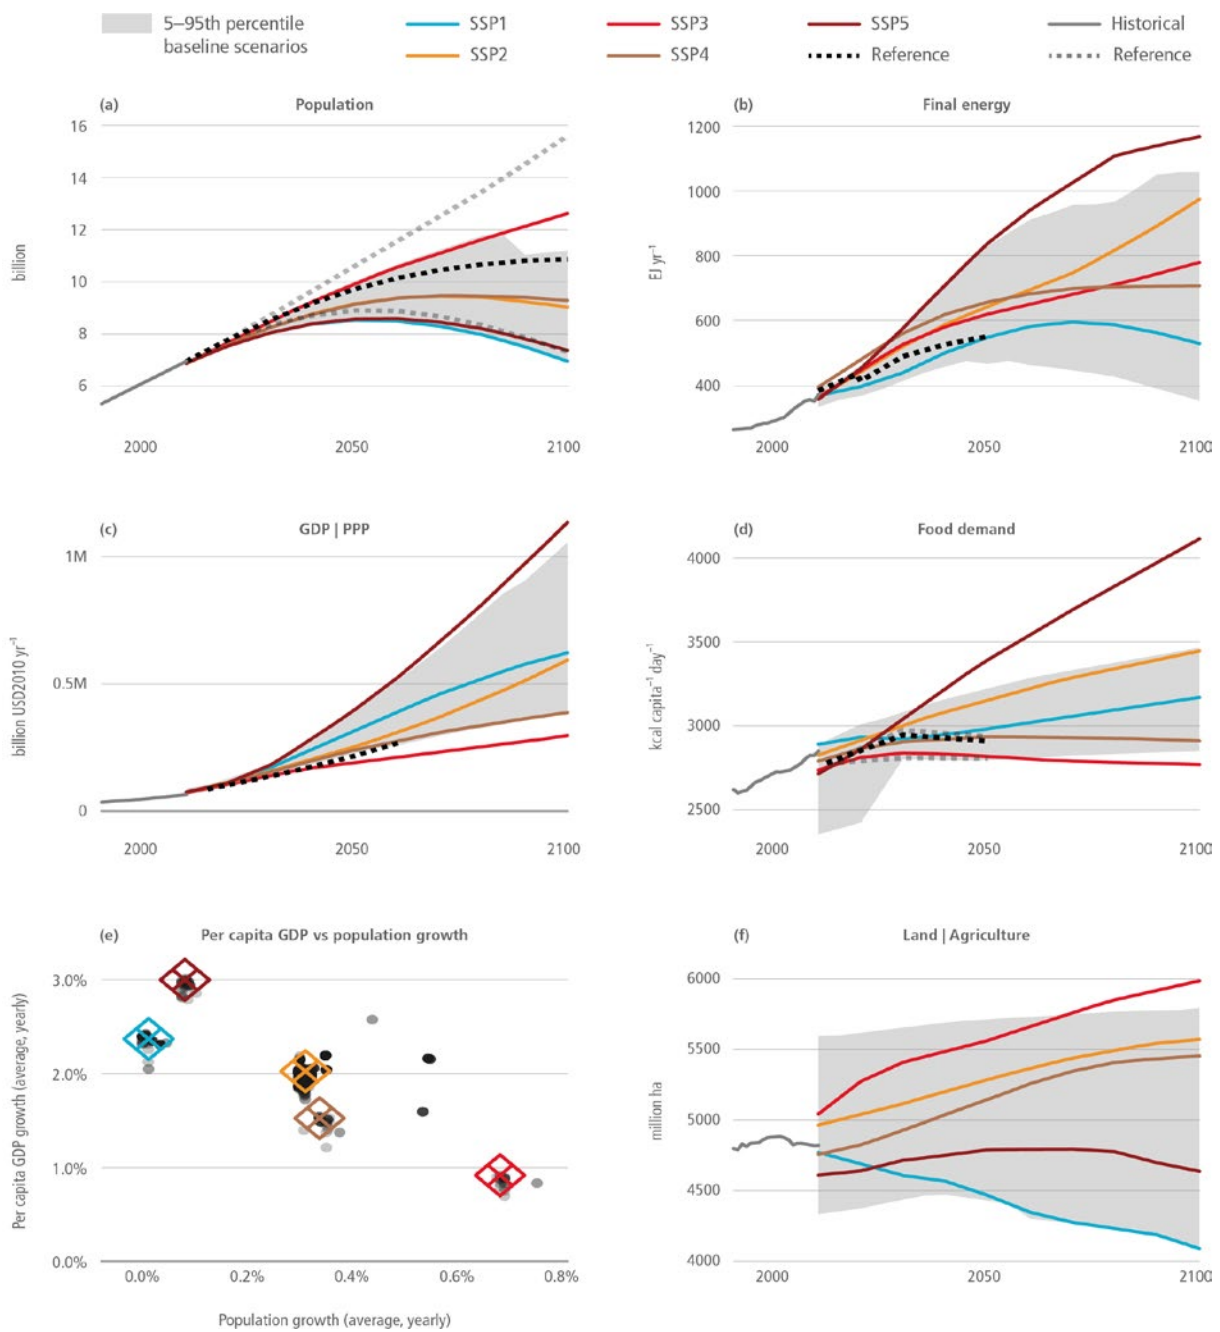 5–95th percentile
baseline scenarios
SSP1
SSP3
SSP5
Historical
SSP2
SSP4
Reference
Reference
(a)
Population
16
14
12
10
8
6
billion
2000
2050
2100
(b)
Final energy
1200
1000
800
600
400
EJ yr⁻¹
2000
2050
2100
(c)
GDP | PPP
1M
0.5M
0
billion USD2010 yr⁻¹
2000
2050
2100
(d)
Food demand
4000
3500
3000
2500
kcal capita⁻¹ day⁻¹
2000
2050
2100
(e)
Per capita GDP vs population growth
3.0%
2.0%
1.0%
0.0%
Per capita GDP growth (average, yearly)
0.0%
0.2%
0.4%
0.6%
0.8%
Population growth (average, yearly)
(f)
Land | Agriculture
6000
5500
5000
4500
4000
million ha
2000
2050
2100